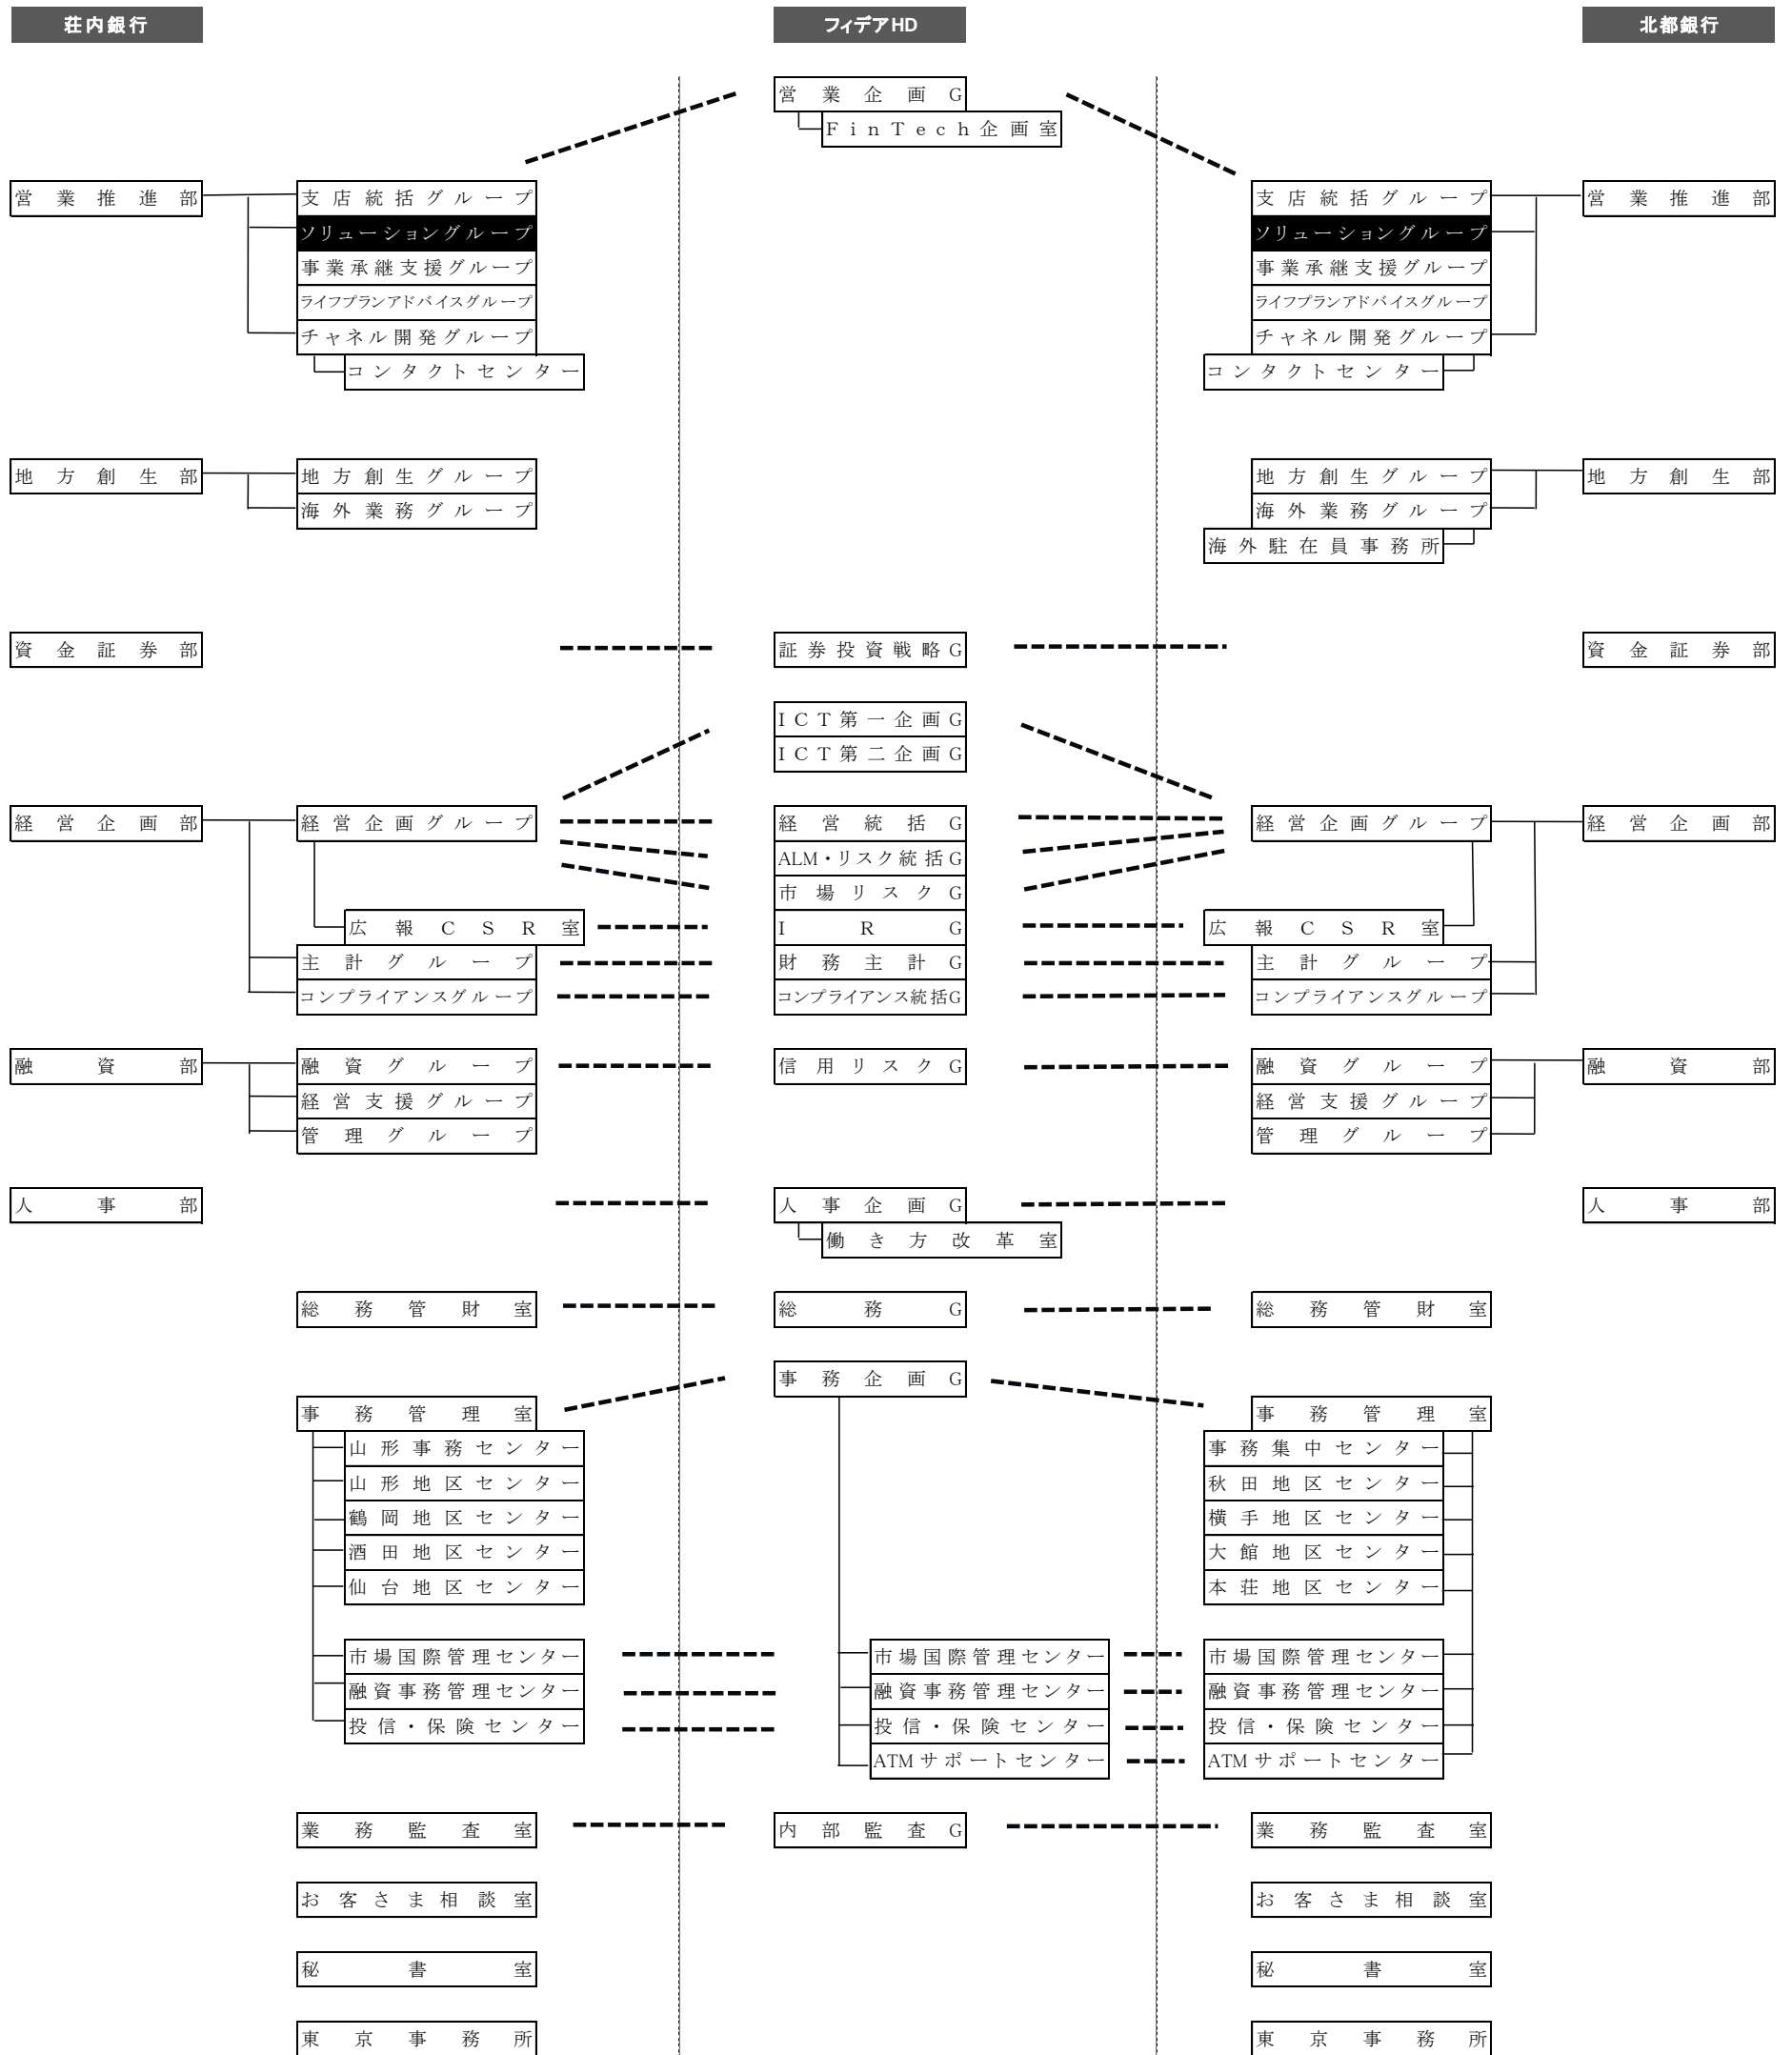 荘内銀行 フィデアHD 北都銀行
営業企画G
FinTech企画室
営業推進部 支店統括グループ 支店統括グループ 営業推進部
ソリューショングループ ソリューショングループ
事業承継支援グループ 事業承継支援グループ
ライフプランアドバイスグループ ライフプランアドバイスグループ
チャネル開発グループ チャネル開発グループ
コンタクトセンター コンタクトセンター
地方創生部 地方創生グループ 地方創生グループ 地方創生部
海外業務グループ 海外業務グループ
海外駐在員事務所
資金証券部 証券投資戦略G 資金証券部
ICT第一企画G
ICT第二企画G
経営企画部 経営企画グループ 経営統括G 経営企画グループ 経営企画部
ALM・リスク統括G
市場リスクG
広報CSR室 IRG 広報CSR室
主計グループ 財務主計G 主計グループ
コンプライアンスグループ コンプライアンス統括G コンプライアンスグループ
融資部 融資グループ 信用リスクG 融資グループ 融資部
経営支援グループ 経営支援グループ
管理グループ 管理グループ
人事部 人事企画G 人事部
働き方改革室
総務管財室 総務G 総務管財室
事務企画G
事務管理室 事務管理室
山形事務センター 事務集中センター
山形地区センター 秋田地区センター
鶴岡地区センター 横手地区センター
酒田地区センター 大館地区センター
仙台地区センター 本荘地区センター
市場国際管理センター 市場国際管理センター 市場国際管理センター
融資事務管理センター 融資事務管理センター 融資事務管理センター
投信・保険センター 投信・保険センター 投信・保険センター
ATMサポートセンター ATMサポートセンター
業務監査室 内部監査G 業務監査室
お客さま相談室 お客さま相談室
秘書室 秘書室
東京事務所 東京事務所